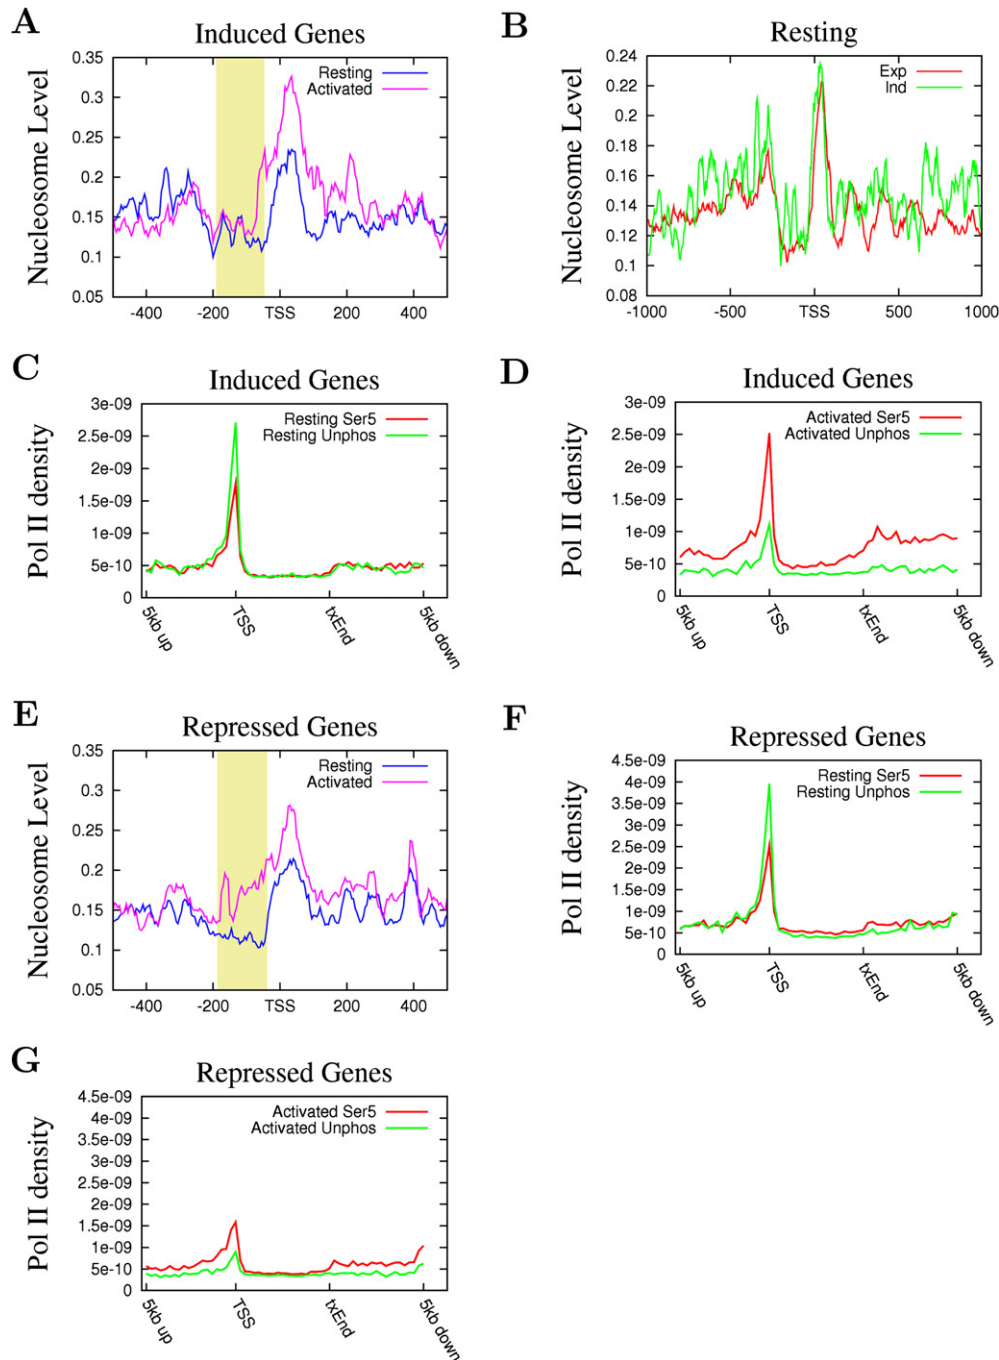 A
Induced Genes
Nucleosome Level
0.35
0.3
0.25
0.2
0.15
0.1
0.05
Resting
Activated
-400
-200
TSS
200
400
B
Resting
Nucleosome Level
0.24
0.22
0.2
0.18
0.16
0.14
0.12
0.1
0.08
Exp
Ind
-1000
-500
TSS
500
1000
C
Induced Genes
Pol II density
3e-09
2.5e-09
2e-09
1.5e-09
1e-09
5e-10
0
Resting Ser5
Resting Unphos
5kb up
TSS
txEnd
5kb down
D
Induced Genes
Pol II density
3e-09
2.5e-09
2e-09
1.5e-09
1e-09
5e-10
0
Activated Ser5
Activated Unphos
5kb up
TSS
txEnd
5kb down
E
Repressed Genes
Nucleosome Level
0.35
0.3
0.25
0.2
0.15
0.1
0.05
Resting
Activated
-400
-200
TSS
200
400
F
Repressed Genes
Pol II density
4.5e-09
4e-09
3.5e-09
3e-09
2.5e-09
2e-09
1.5e-09
1e-09
5e-10
0
Resting Ser5
Resting Unphos
5kb up
TSS
txEnd
5kb down
G
Repressed Genes
Pol II density
4.5e-09
4e-09
3.5e-09
3e-09
2.5e-09
2e-09
1.5e-09
1e-09
5e-10
0
Activated Ser5
Activated Unphos
5kb up
TSS
txEnd
5kb down